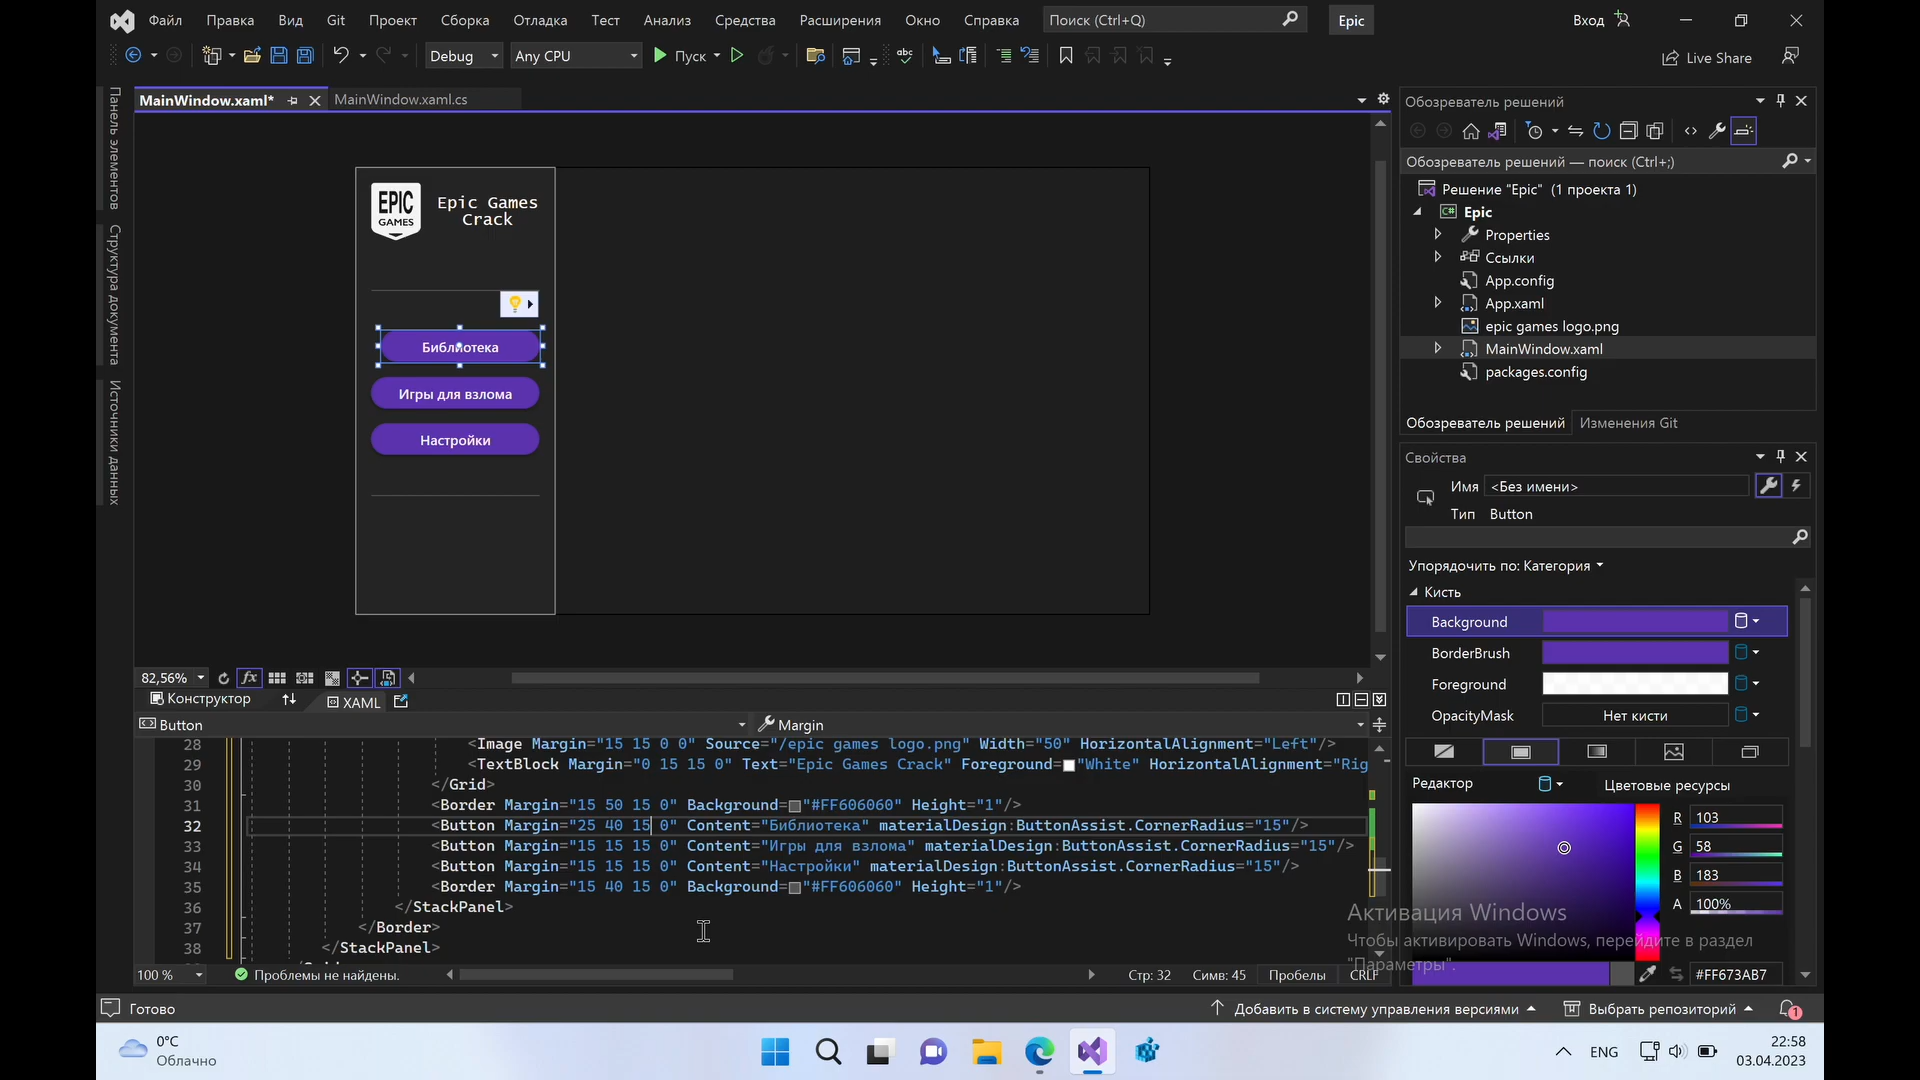 Файл Правка Вид Git Проект Сборка Отладка Тест Анализ Средства Расширения Окно Справка Поиск (Ctrl+Q) Epic Вход
Debug Any CPU Пуск abc Live Share
MainWindow.xaml* MainWindow.xaml.cs
Панель элементов
Структура документа
Источники данных
EPIC
GAMES
Epic Games
Crack
Библиотека
Игры для взлома
Настройки
82,56% fx
Конструктор XAML
Button Margin
28 <Image Margin="15 15 0 0" Source="/epic games logo.png" Width="50" HorizontalAlignment="Left"/>
29 <TextBlock Margin="0 15 15 0" Text="Epic Games Crack" Foreground="White" HorizontalAlignment="Rig
30 </Grid>
31 <Border Margin="15 50 15 0" Background="#FF606060" Height="1"/>
32 <Button Margin="25 40 15 0" Content="Библиотека" materialDesign:ButtonAssist.CornerRadius="15"/>
33 <Button Margin="15 15 15 0" Content="Игры для взлома" materialDesign:ButtonAssist.CornerRadius="15"/>
34 <Button Margin="15 15 15 0" Content="Настройки" materialDesign:ButtonAssist.CornerRadius="15"/>
35 <Border Margin="15 40 15 0" Background="#FF606060" Height="1"/>
36 </StackPanel>
37 </Border>
38 </StackPanel>
100 % Проблемы не найдены. Стр: 32 Симв: 45 Пробелы CRLF
Обозреватель решений
Обозреватель решений — поиск (Ctrl+;)
Решение "Epic" (1 проекта 1)
C# Epic
Properties
Ссылки
App.config
App.xaml
epic games logo.png
MainWindow.xaml
packages.config
Обозреватель решений Изменения Git
Свойства
Имя <Без имени>
Тип Button
Упорядочить по: Категория
Кисть
Background
BorderBrush
Foreground
OpacityMask Нет кисти
Редактор Цветовые ресурсы
R 103
G 58
B 183
A 100%
#FF673AB7
Активация Windows
Чтобы активировать Windows, перейдите в раздел
"Параметры".
Готово Добавить в систему управления версиями Выбрать репозиторий 1
0°C
Облачно
ENG
22:58
03.04.2023